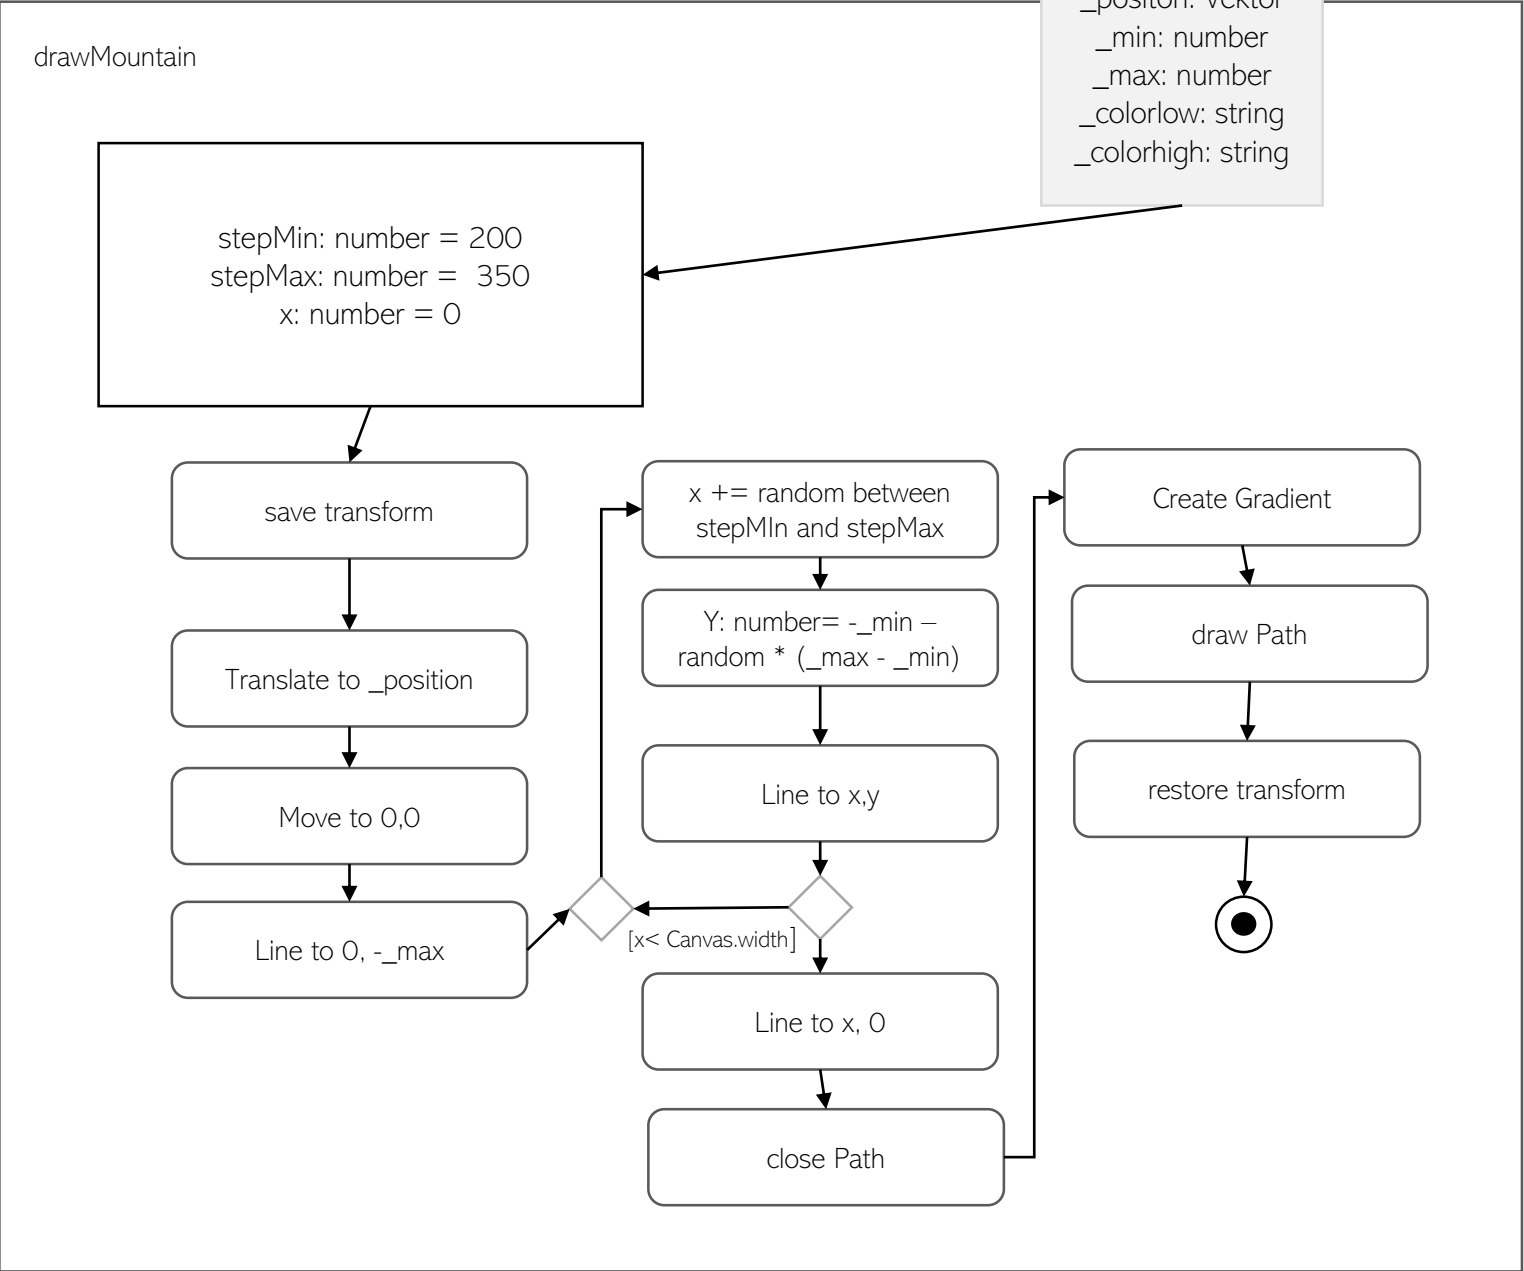 _positon: Vektor
_min: number
_max: number
_colorlow: string
_colorhigh: string
drawMountain
stepMin: number = 200
stepMax: number =  350
x: number = 0
save transform
Translate to _position
Move to 0,0
Line to 0, -_max
x += random between
stepMIn and stepMax
Y: number= -_min –
random * (_max - _min)
Line to x,y
[x< Canvas.width]
Line to x, 0
close Path
Create Gradient
draw Path
restore transform